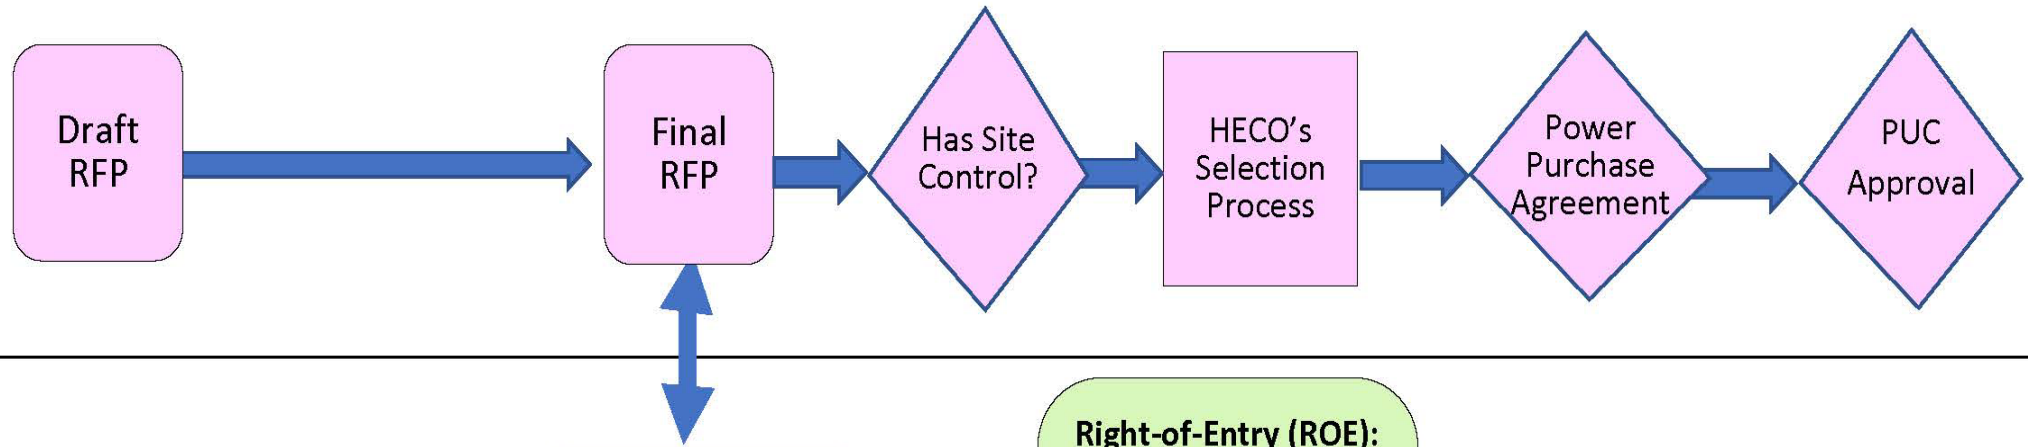 Draft
RFP
Final
RFP
Has Site
Control?
HECO's
Selection
Process
Power
Purchase
Agreement
PUC
Approval
Right-of-Entry (ROE):